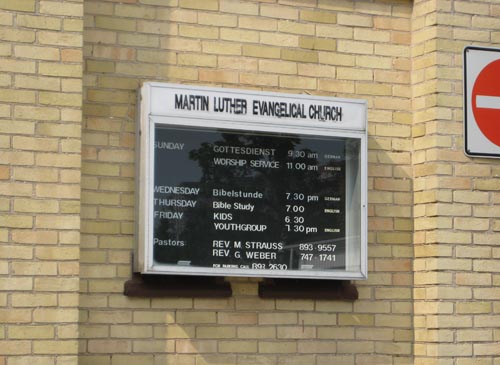 MARTIN LUTHER EVANGELICAL CHURCH
SUNDAY GOTTESDIENST 9 30 am GERMAN
WORSHIP SERVICE 11 00 am ENGLISH
WEDNESDAY Bibelstunde 7 30 pm GERMAN
THURSDAY Bible Study 7 00 ENGLISH
FRIDAY KIDS 6 30
YOUTHGROUP 7 30 pm ENGLISH
Pastors REV M STRAUSS 893-9557
REV G WEBER 747-1741
FOR PARKING CALL 893 2630